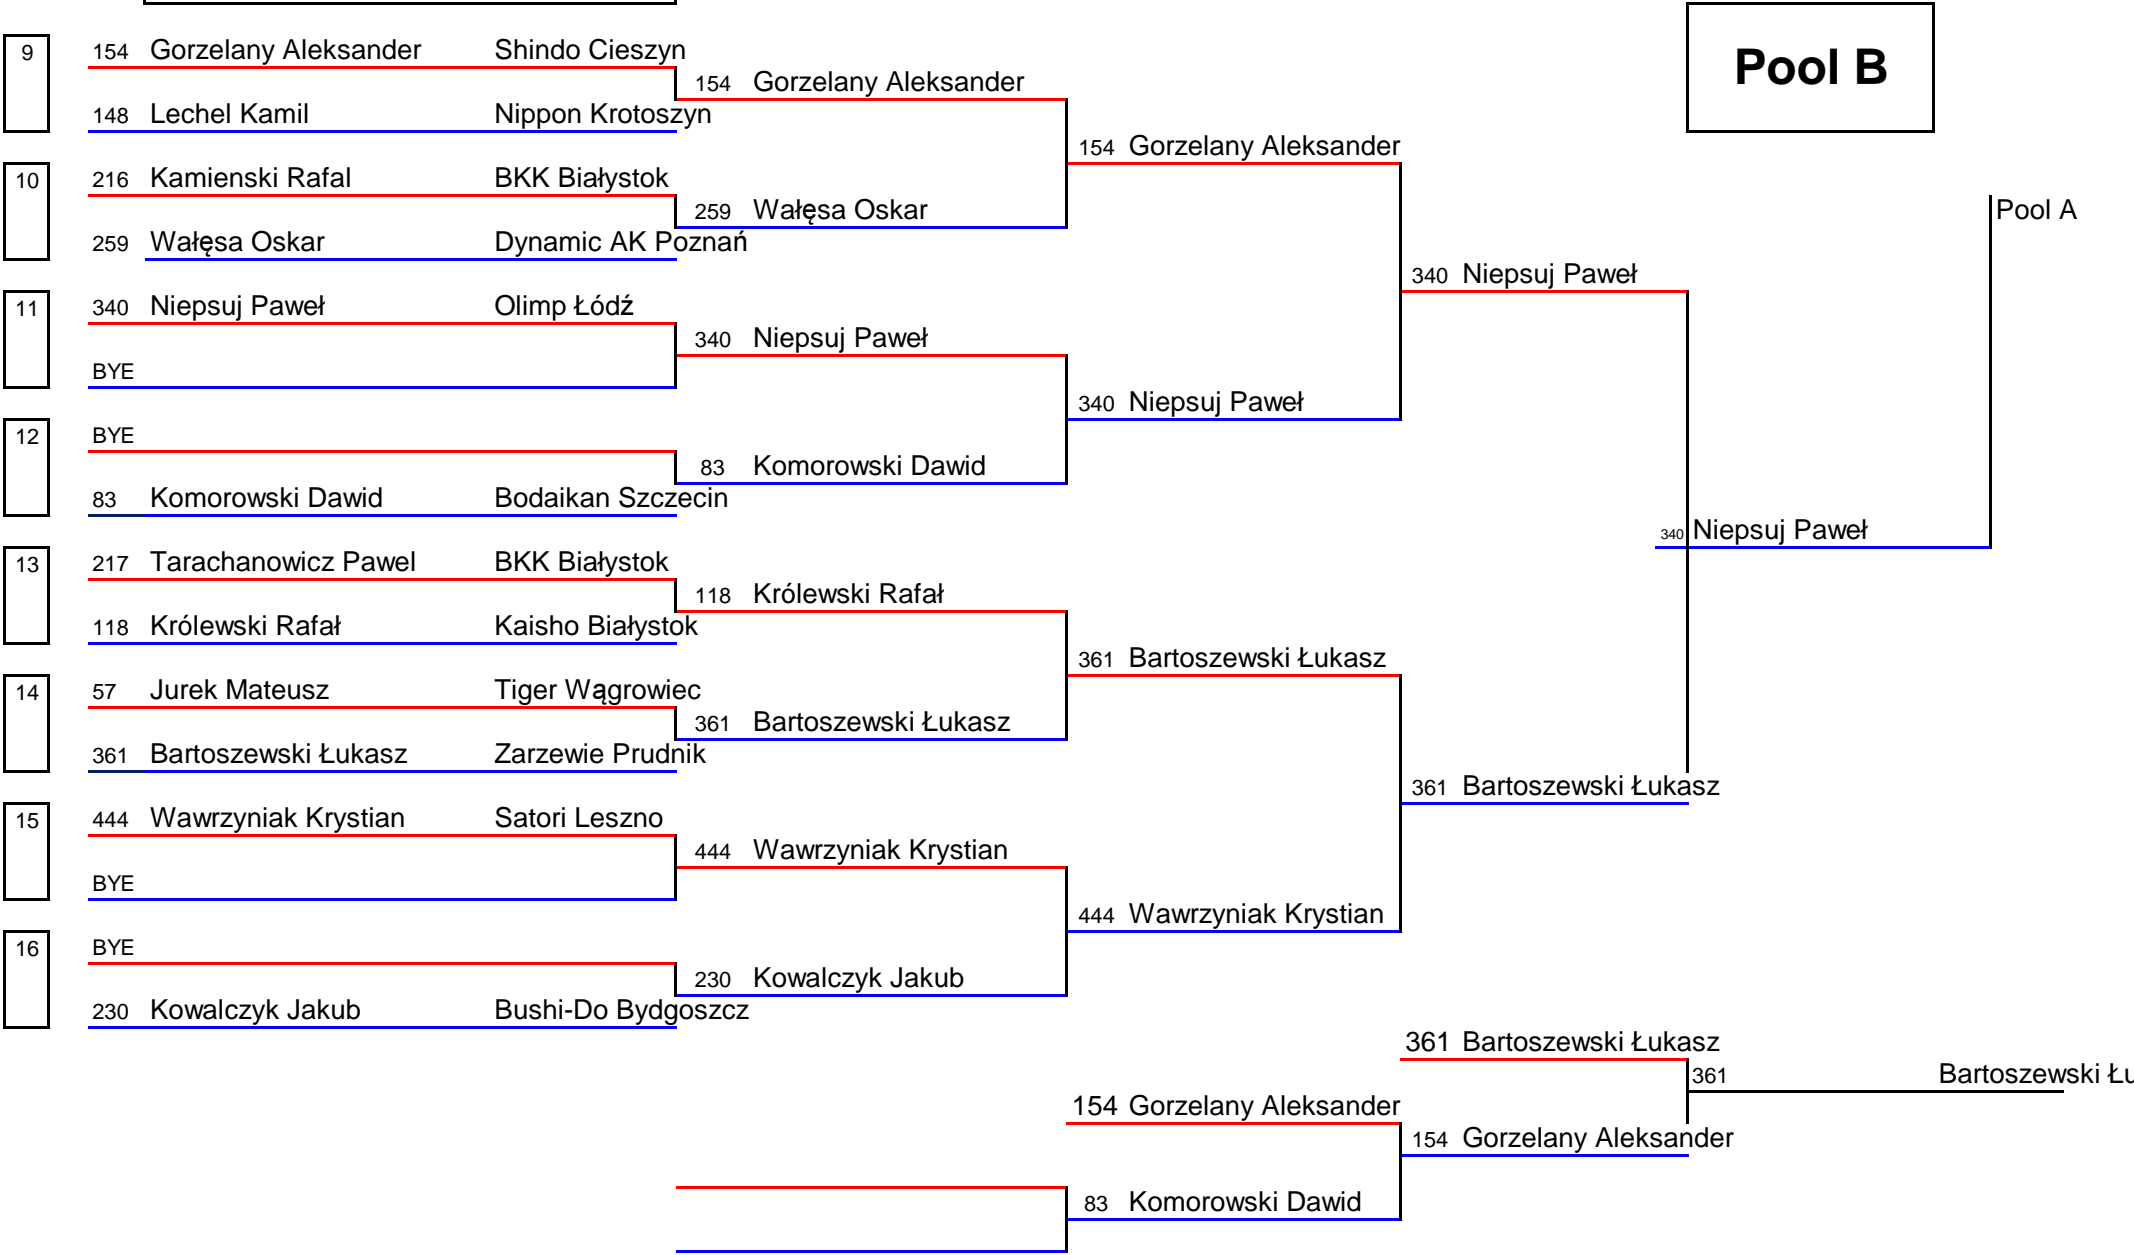 Pool B
9
154 Gorzelany Aleksander Shindo Cieszyn
154 Gorzelany Aleksander
148 Lechel Kamil Nippon Krotoszyn
154 Gorzelany Aleksander
10
216 Kamienski Rafal BKK Białystok
259 Wałęsa Oskar
Pool A
259 Wałęsa Oskar Dynamic AK Poznań
340 Niepsuj Paweł
11
340 Niepsuj Paweł Olimp Łódź
340 Niepsuj Paweł
BYE
340 Niepsuj Paweł
12
BYE
83 Komorowski Dawid
83 Komorowski Dawid Bodaikan Szczecin
340 Niepsuj Paweł
13
217 Tarachanowicz Pawel BKK Białystok
118 Królewski Rafał
118 Królewski Rafał Kaisho Białystok
361 Bartoszewski Łukasz
14
57 Jurek Mateusz Tiger Wągrowiec
361 Bartoszewski Łukasz
361 Bartoszewski Łukasz Zarzewie Prudnik
361 Bartoszewski Łukasz
15
444 Wawrzyniak Krystian Satori Leszno
444 Wawrzyniak Krystian
BYE
444 Wawrzyniak Krystian
16
BYE
230 Kowalczyk Jakub
230 Kowalczyk Jakub Bushi-Do Bydgoszcz
361 Bartoszewski Łukasz
361 Bartoszewski Łu
154 Gorzelany Aleksander
154 Gorzelany Aleksander
83 Komorowski Dawid